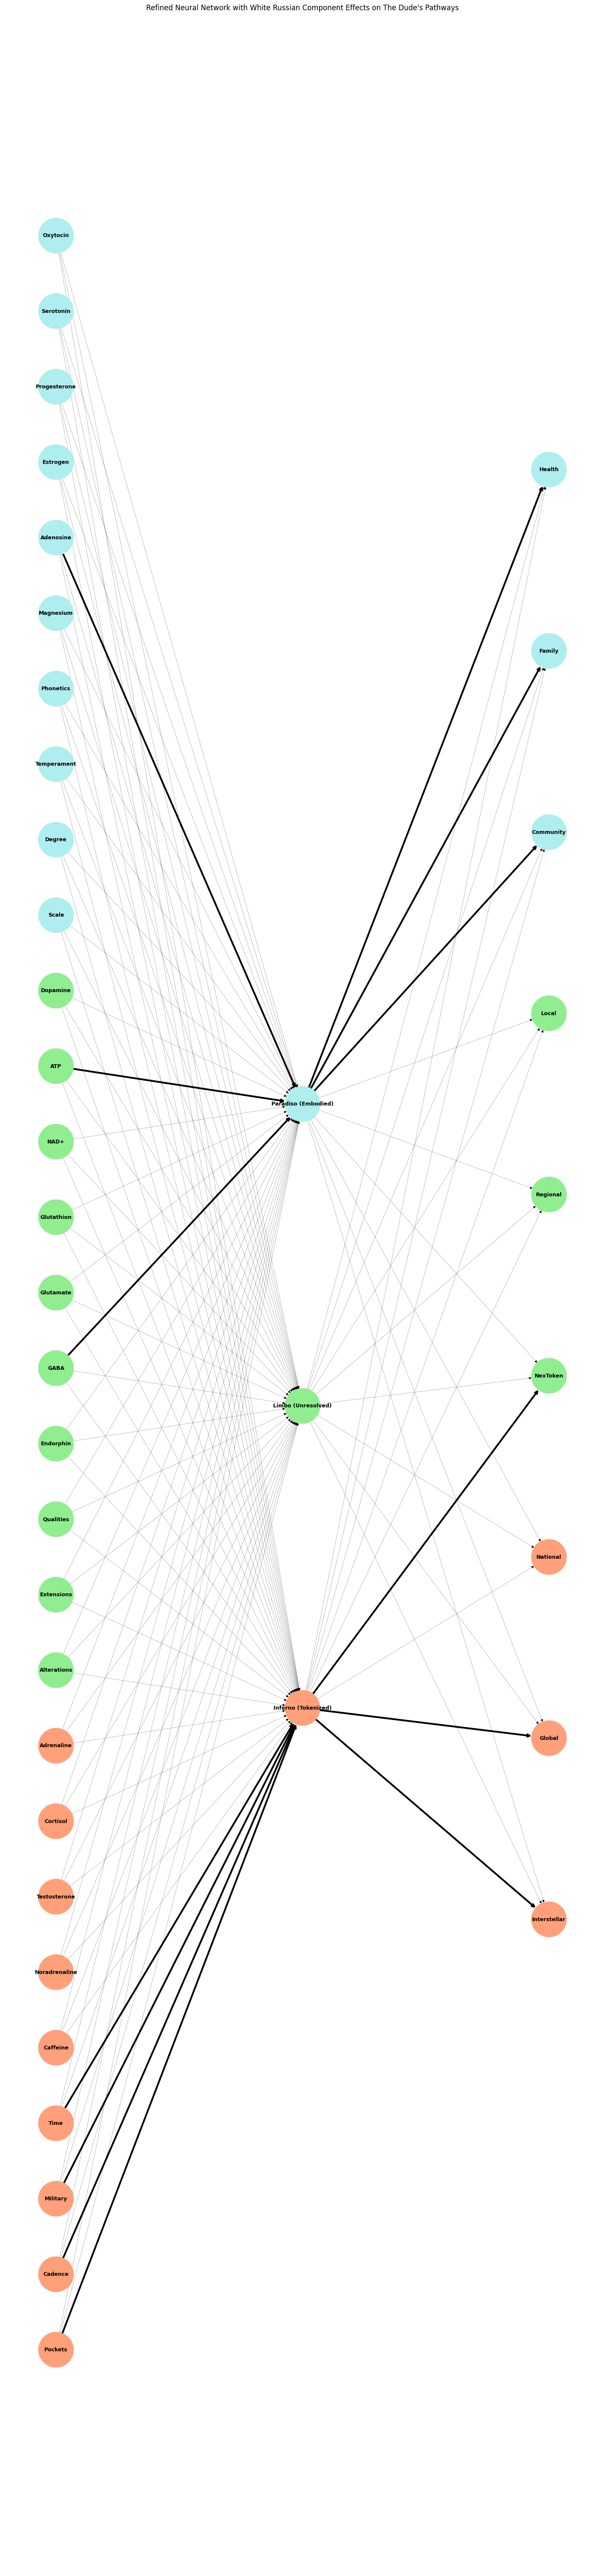 Refined Neural Network with White Russian Component Effects on The Dude's Pathways
Oxytocin
Serotonin
Progesterone
Estrogen
Adenosine
Magnesium
Phonetics
Temperament
Degree
Scale
Dopamine
ATP
NAD+
Glutathion
Glutamate
GABA
Endorphin
Qualities
Extensions
Alterations
Adrenaline
Cortisol
Testosterone
Noradrenaline
Caffeine
Time
Military
Cadence
Pockets
Paradiso (Embodied)
Limbo (Unresolved)
Inferno (Tokenized)
Health
Family
Community
Local
Regional
NexToken
National
Global
Interstellar